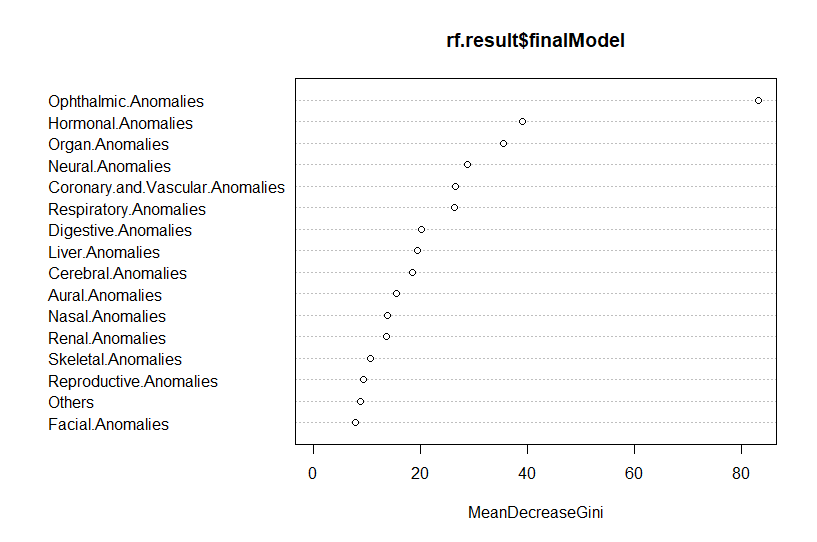 rf.result$finalModel
Ophthalmic.Anomalies
Hormonal.Anomalies
Organ.Anomalies
Neural.Anomalies
Coronary.and.Vascular.Anomalies
Respiratory.Anomalies
Digestive.Anomalies
Liver.Anomalies
Cerebral.Anomalies
Aural.Anomalies
Nasal.Anomalies
Renal.Anomalies
Skeletal.Anomalies
Reproductive.Anomalies
Others
Facial.Anomalies
0 20 40 60 80
MeanDecreaseGini